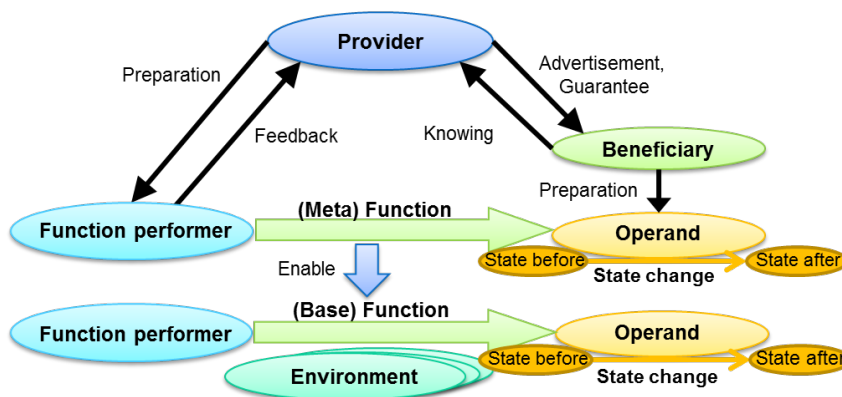 Provider
Preparation
Advertisement,
Guarantee
Feedback
Knowing
Beneficiary
Preparation
Function performer
(Meta) Function
Operand
State before
State after
State change
Enable
(Base) Function
Function performer
Operand
State before
State after
State change
Environment